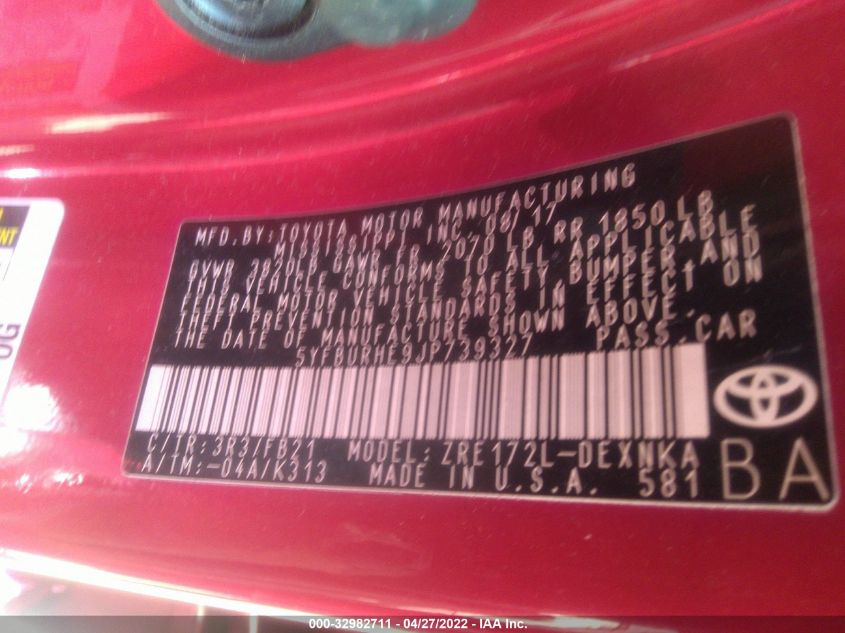 MFD. BY: TOYOTA MOTOR MANUFACTURING
MISSISSIPPI INC. 08/17
GVWR 3820LB GAWR FR 2070 LB RR 1850 LB
THIS VEHICLE CONFORMS TO ALL APPLICABLE
FEDERAL MOTOR VEHICLE SAFETY, BUMPER, AND
THEFT PREVENTION STANDARDS IN EFFECT ON
THE DATE OF MANUFACTURE SHOWN ABOVE.
5YFBURHE9JP739327 PASS. CAR
C/TR: 3R3/FB21 MODEL: ZRE172L-DEXNKA
A/TM: -04A/K313 MADE IN U.S.A. 581
BA
OG
000-32982711 - 04/27/2022 - IAA Inc.